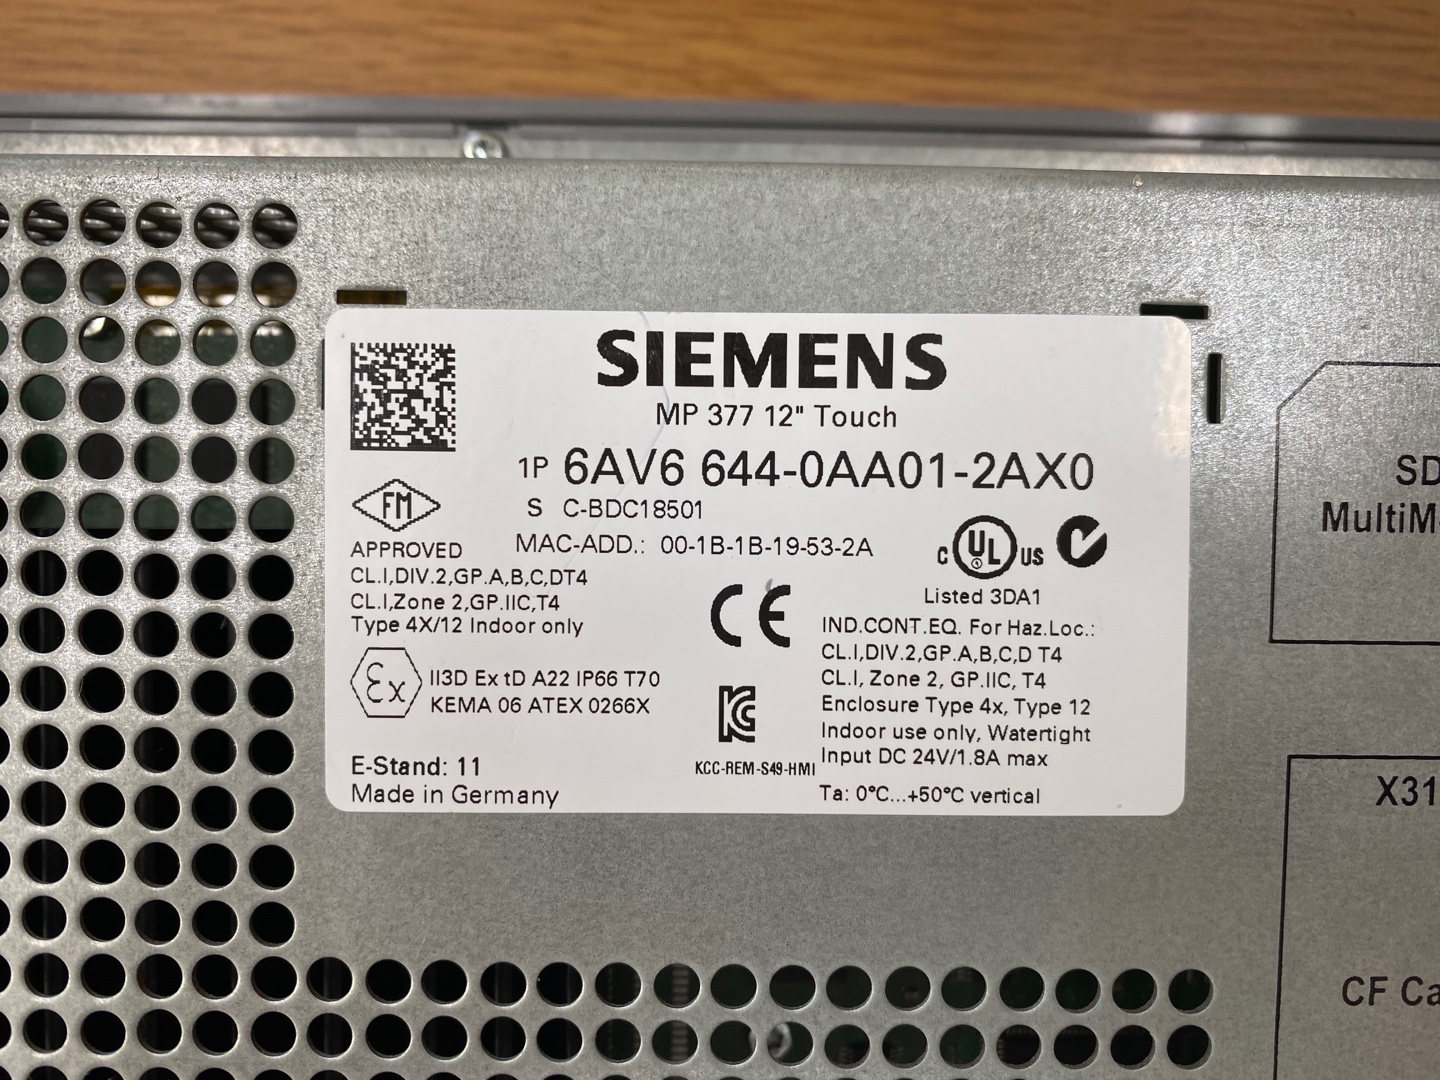 SIEMENS
MP 377 12" Touch
1P 6AV6 644-0AA01-2AX0
S C-BDC18501
MAC-ADD.: 00-1B-1B-19-53-2A
FM
APPROVED
CL.I,DIV.2,GP.A,B,C,DT4
CL.I,Zone 2,GP.IIC,T4
Type 4X/12 Indoor only
Ex
II3D Ex tD A22 IP66 T70
KEMA 06 ATEX 0266X
E-Stand: 11
Made in Germany
CE
KCC-REM-S49-HMI
C UL US
Listed 3DA1
IND.CONT.EQ. For Haz.Loc.:
CL.I,DIV.2,GP.A,B,C,D T4
CL.I, Zone 2, GP.IIC, T4
Enclosure Type 4x, Type 12
Indoor use only, Watertight
Input DC 24V/1.8A max
Ta: 0°C...+50°C vertical
SD
MultiM
X31
CF Ca